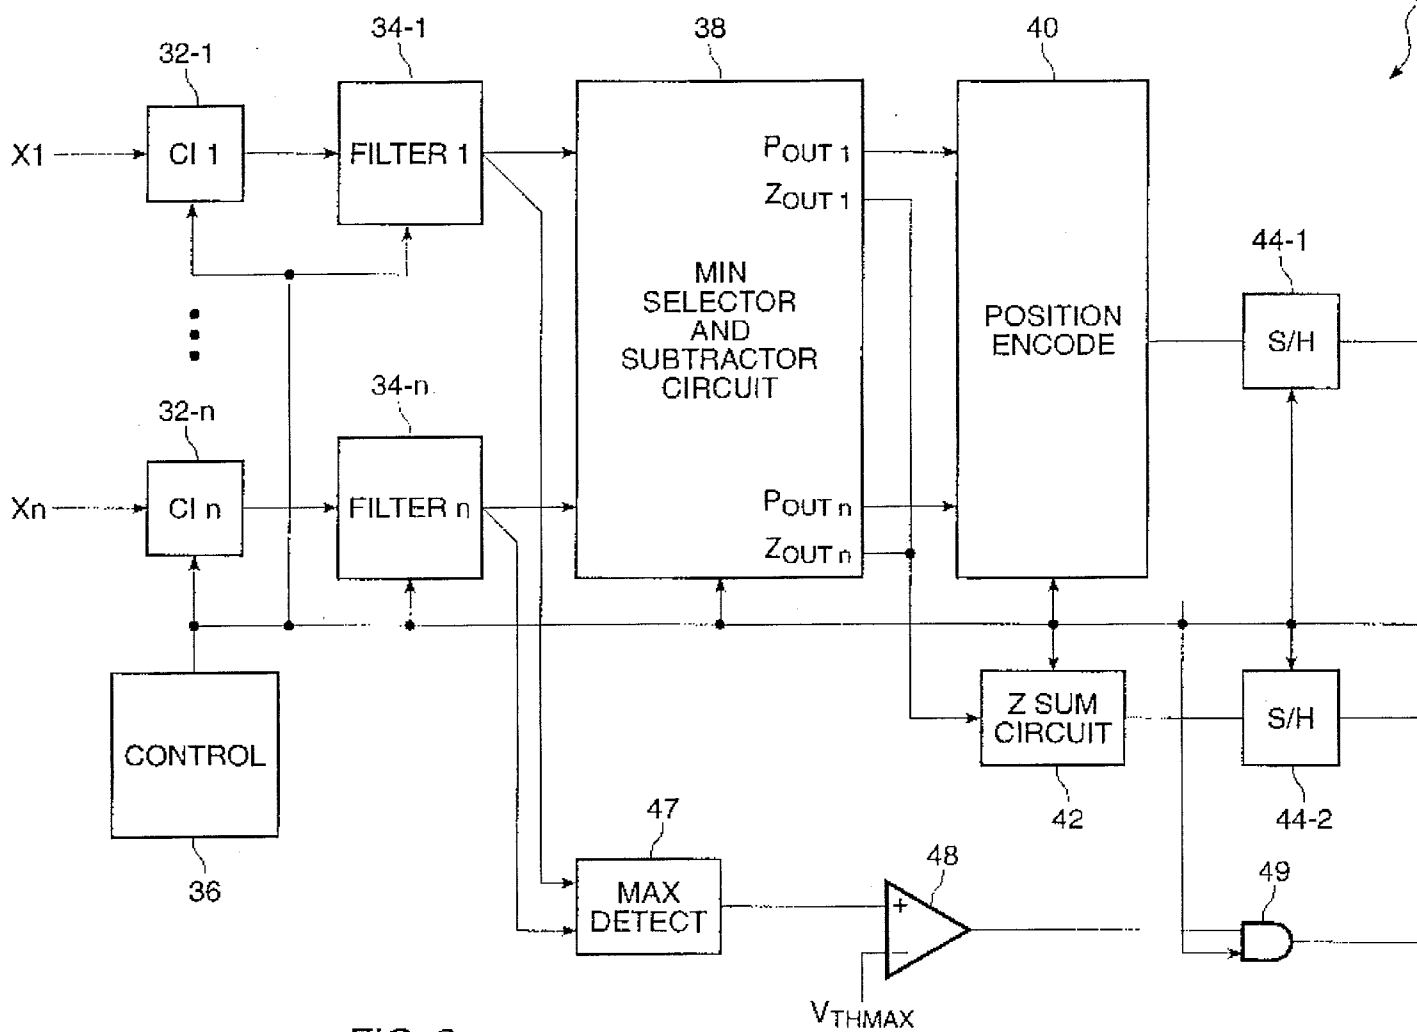 34-1
38
40
32-1
X1
CI 1
FILTER 1
POUT 1
ZOUT 1
44-1
MIN
SELECTOR
AND
SUBTRACTOR
CIRCUIT
POSITION
ENCODE
S/H
34-n
32-n
Xn
CI n
FILTER n
POUT n
ZOUT n
Z SUM
CIRCUIT
S/H
CONTROL
42
44-2
47
48
49
36
MAX
DETECT
+
−
VTHMAX